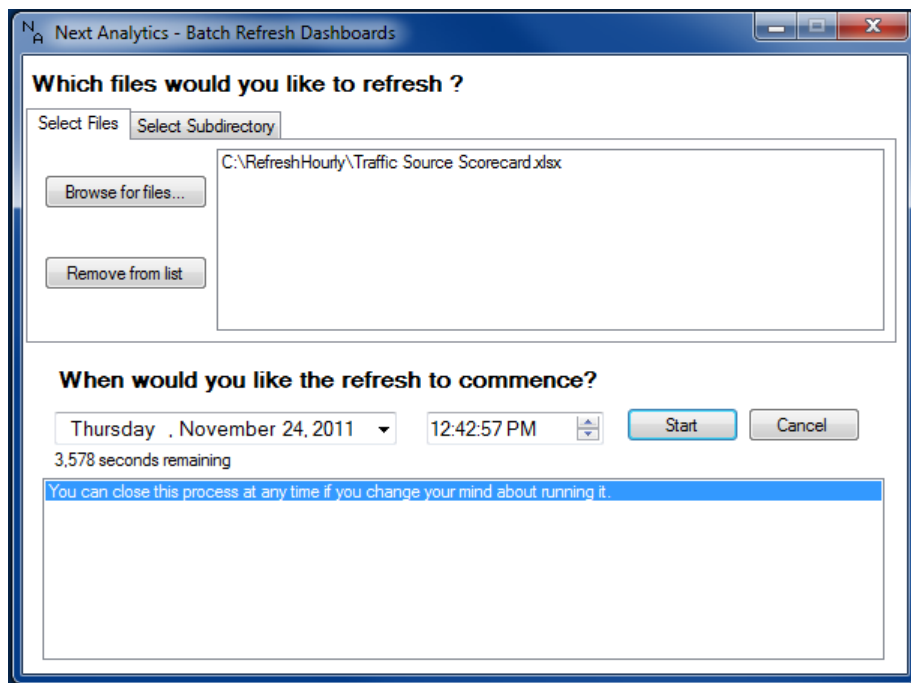 NA Next Analytics - Batch Refresh Dashboards
Which files would you like to refresh ?
Select Files Select Subdirectory
C:\RefreshHourly\Traffic Source Scorecard.xlsx
Browse for files...
Remove from list
When would you like the refresh to commence?
Thursday , November 24, 2011 12:42:57 PM Start Cancel
3,578 seconds remaining
You can close this process at any time if you change your mind about running it.